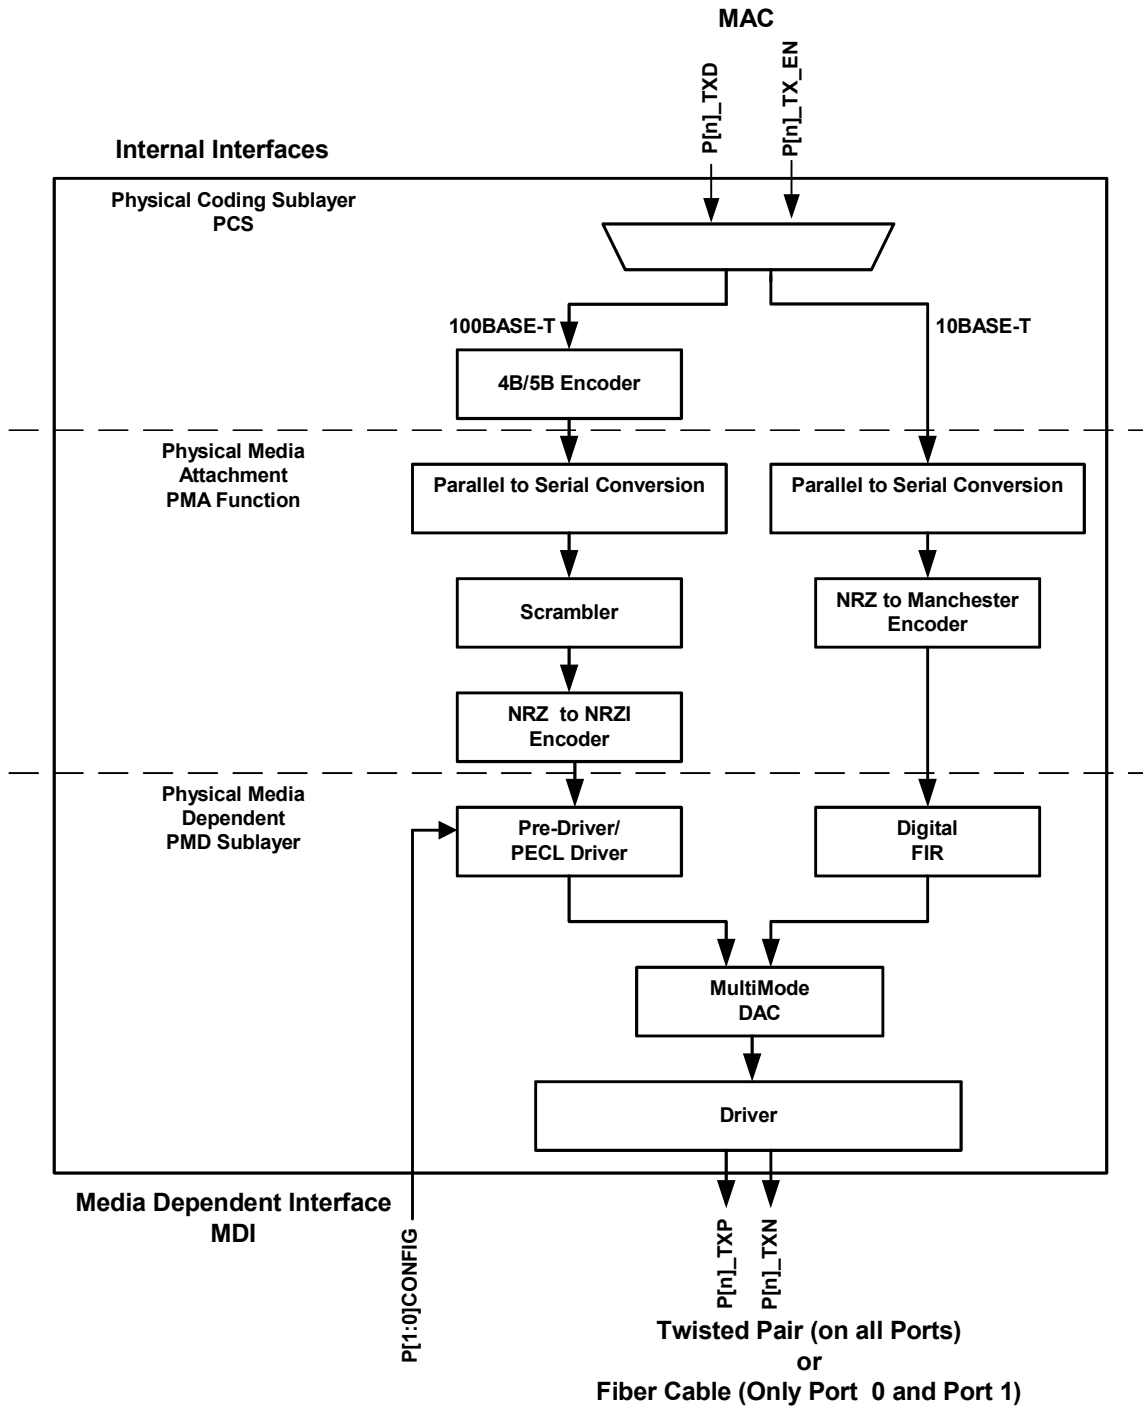 MAC
P[n]_TXD
P[n]_TX_EN
Internal Interfaces
Physical Coding Sublayer
PCS
100BASE-T
10BASE-T
4B/5B Encoder
Physical Media
Attachment
PMA Function
Parallel to Serial Conversion
Parallel to Serial Conversion
Scrambler
NRZ to Manchester
Encoder
NRZ to NRZI
Encoder
Physical Media
Dependent
PMD Sublayer
Pre-Driver/
PECL Driver
Digital
FIR
MultiMode
DAC
Driver
Media Dependent Interface
MDI
P[1:0]CONFIG
P[n]_TXP
P[n]_TXN
Twisted Pair (on all Ports)
or
Fiber Cable (Only Port 0 and Port 1)